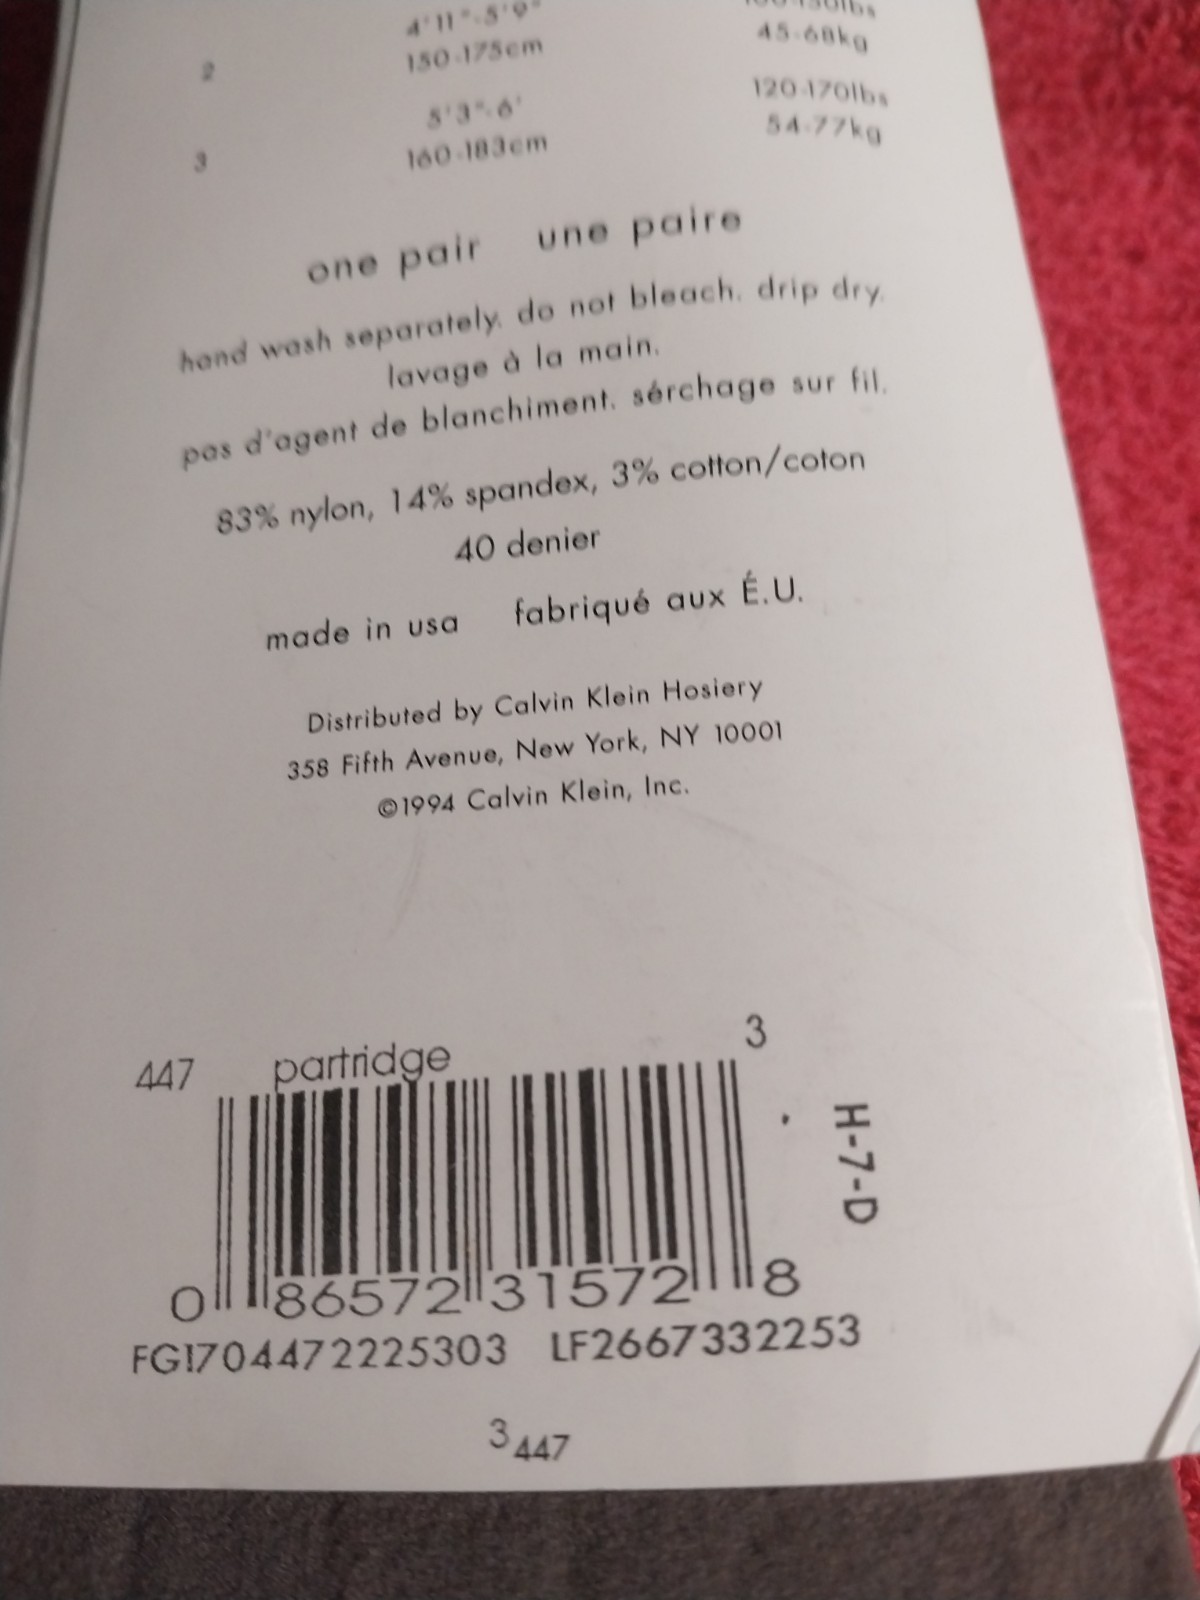 4'11"-5'9"
45-68kg
2
150-175cm
120-170lbs
5'3"-6'
54-77kg
3
160-183cm
one pair une paire
hand wash separately. do not bleach. drip dry.
lavage à la main.
pas d'agent de blanchiment. sérchage sur fil.
83% nylon, 14% spandex, 3% cotton/coton
40 denier
made in usa fabriqué aux É.U.
Distributed by Calvin Klein Hosiery
358 Fifth Avenue, New York, NY 10001
©1994 Calvin Klein, Inc.
447 partridge 3
H-7-D
0 86572 31572 8
FG1704472225303 LF2667332253
3 447